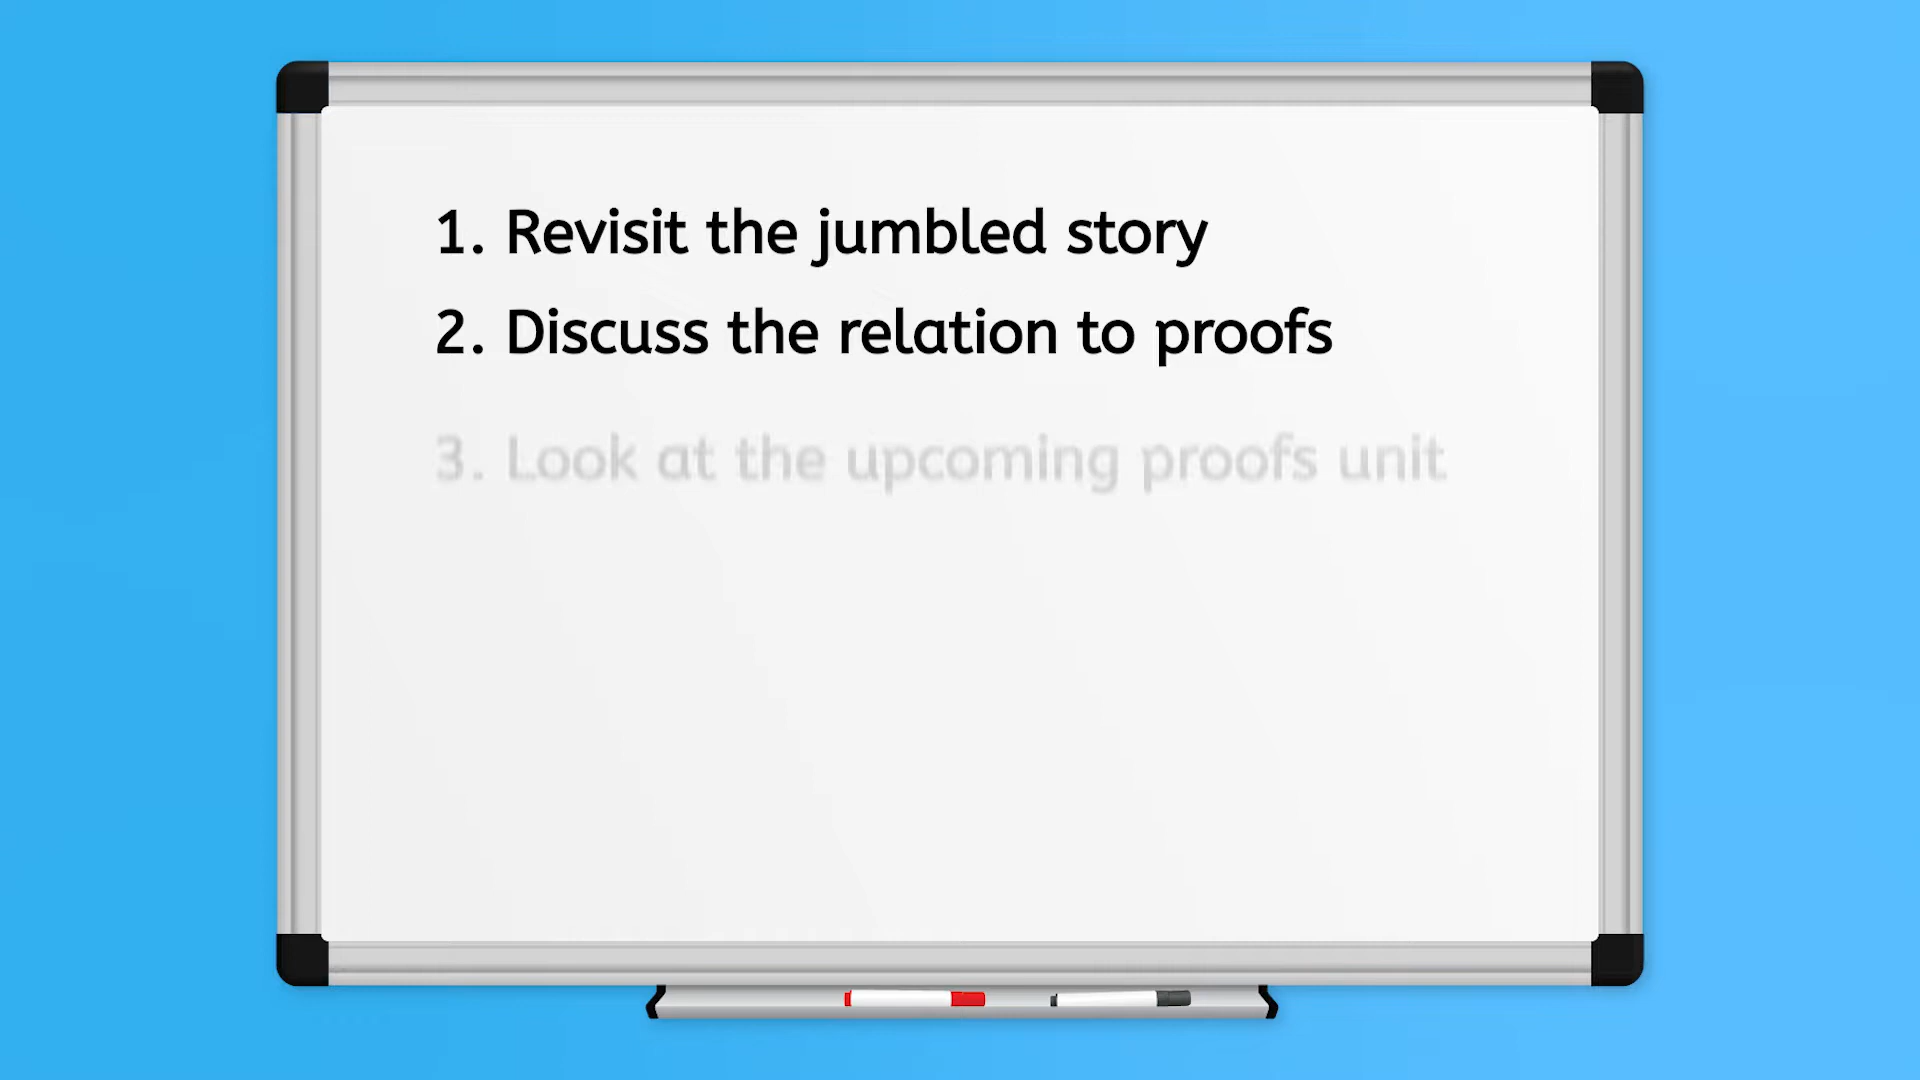 1. Revisit the jumbled story
2. Discuss the relation to proofs
3. Look at the upcoming proofs unit